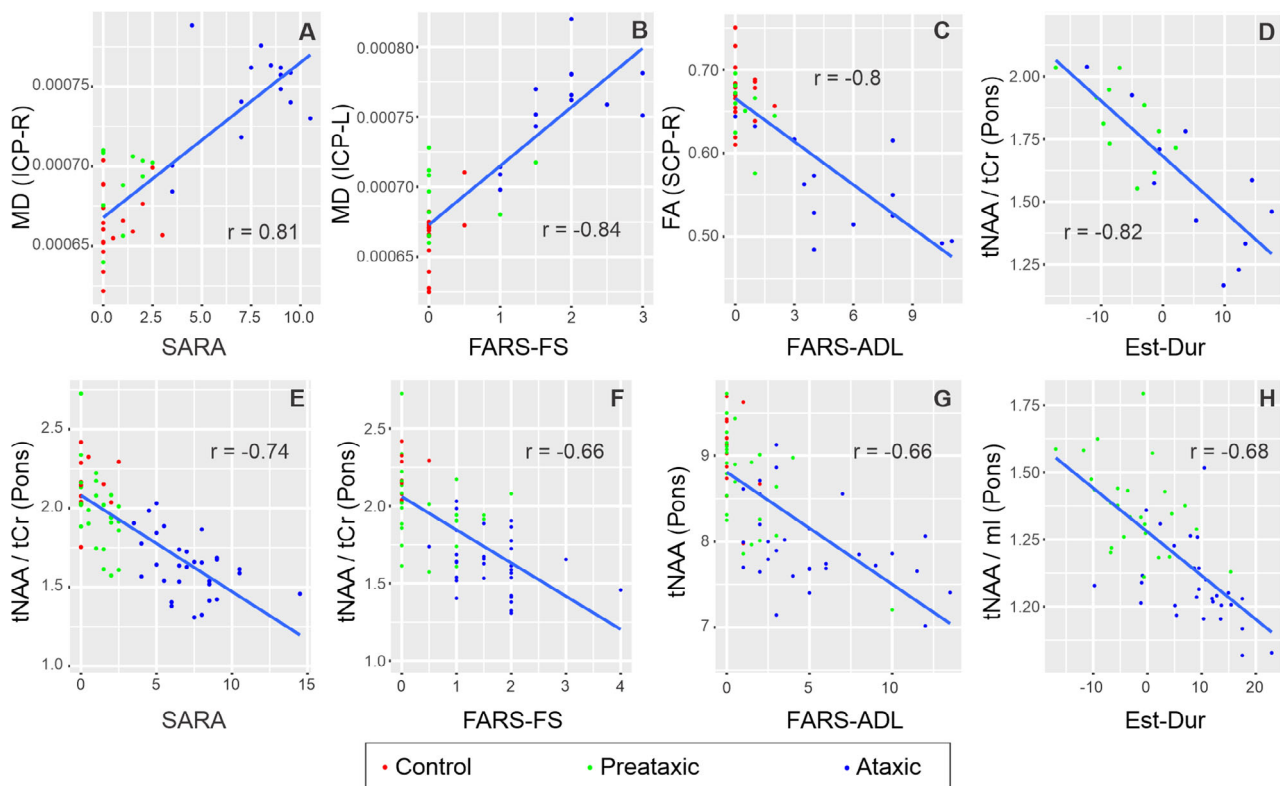 A
MD (ICP-R)
0.00075
0.00070
0.00065
r = 0.81
0.0 2.5 5.0 7.5 10.0
SARA
B
MD (ICP-L)
0.00080
0.00075
0.00070
0.00065
r = -0.84
0 1 2 3
FARS-FS
C
FA (SCP-R)
0.70
0.60
0.50
r = -0.8
0 3 6 9
FARS-ADL
D
tNAA / tCr (Pons)
2.00
1.75
1.50
1.25
r = -0.82
-10 0 10
Est-Dur
E
tNAA / tCr (Pons)
2.5
2.0
1.5
1.0
r = -0.74
0 5 10 15
SARA
F
tNAA / tCr (Pons)
2.5
2.0
1.5
1.0
r = -0.66
0 1 2 3 4
FARS-FS
G
tNAA (Pons)
9
8
7
r = -0.66
0 5 10
FARS-ADL
H
tNAA / mI (Pons)
1.75
1.50
1.25
1.20
r = -0.68
-10 0 10 20
Est-Dur
Control Preataxic Ataxic